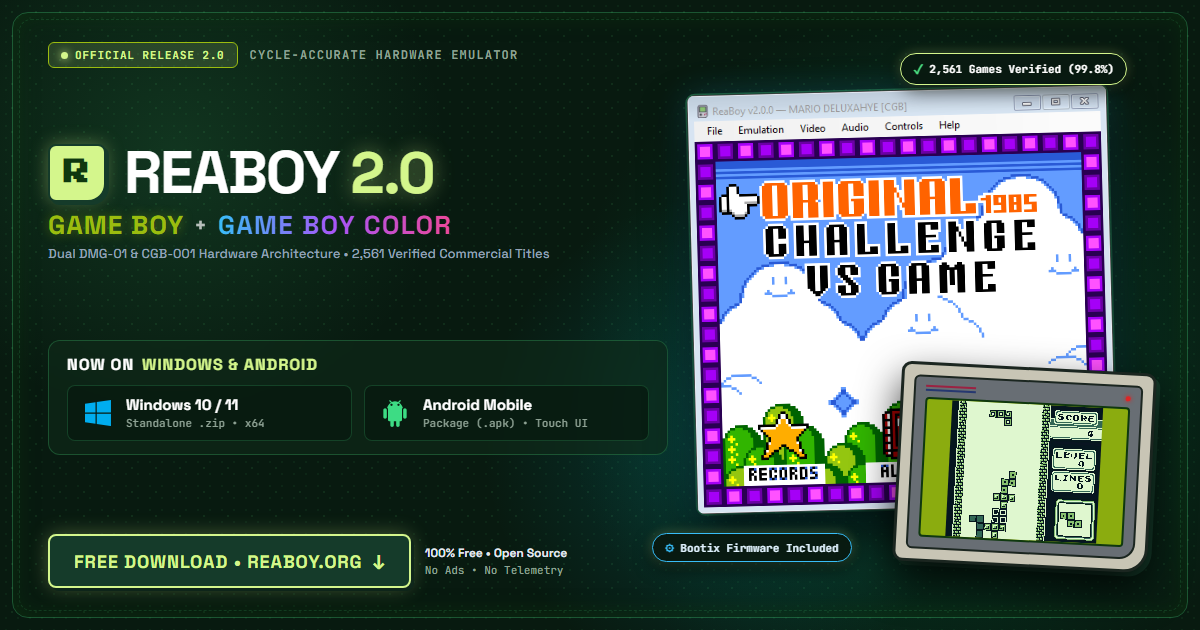 OFFICIAL RELEASE 2.0
CYCLE-ACCURATE HARDWARE EMULATOR
✓ 2,561 Games Verified (99.8%)
R REABOY 2.0
GAME BOY + GAME BOY COLOR
Dual DMG-01 & CGB-001 Hardware Architecture • 2,561 Verified Commercial Titles
ReaBoy v2.0.0 — MARIO DELUXAHYE [CGB]
File Emulation Video Audio Controls Help
ORIGINAL 1985
CHALLENGE
VS GAME
RECORDS
NOW ON WINDOWS & ANDROID
Windows 10 / 11
Standalone .zip • x64
Android Mobile
Package (.apk) • Touch UI
SCORE
4
LEVEL
0
LINES
0
FREE DOWNLOAD • REABOY.ORG ↓
100% Free • Open Source
No Ads • No Telemetry
Bootix Firmware Included